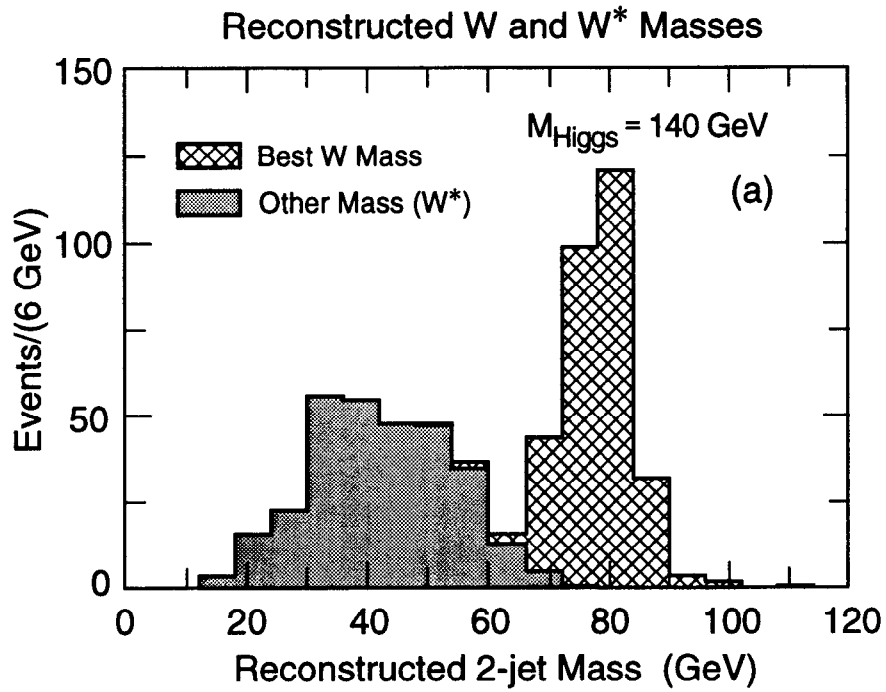 Reconstructed W and W* Masses
150
100
50
0
Events/(6 GeV)
M_Higgs = 140 GeV
Best W Mass
Other Mass (W*)
(a)
0 20 40 60 80 100 120
Reconstructed 2-jet Mass (GeV)